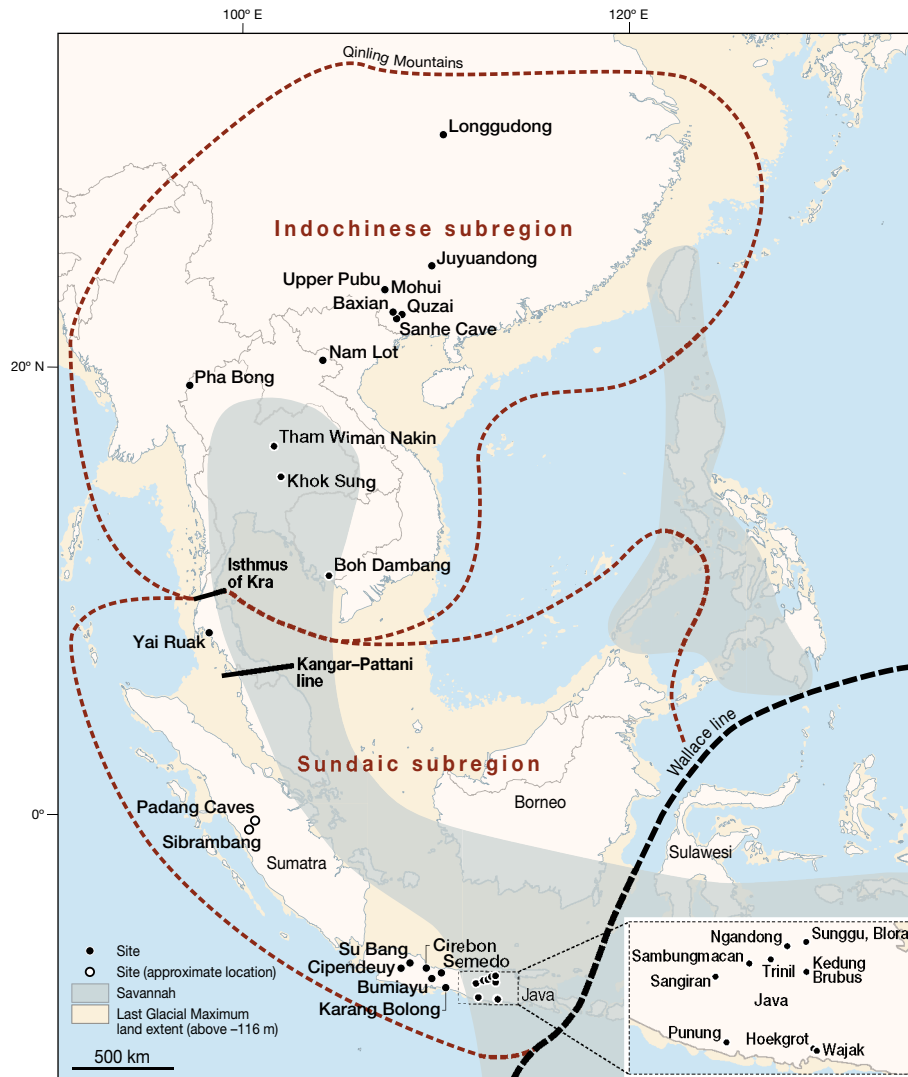 100º E
120º E
Qinling Mountains
Longgudong
Indochinese subregion
Juyuandong
Upper Pubu
Mohui
Baxian
Quzai
Sanhe Cave
Nam Lot
20º N
Pha Bong
Tham Wiman Nakin
Khok Sung
Isthmus
of Kra
Boh Dambang
Yai Ruak
Kangar–Pattani
line
Wallace line
Sundaic subregion
Borneo
Padang Caves
0º
Sibrambang
Sumatra
Sulawesi
Site
Site (approximate location)
Savannah
Last Glacial Maximum
land extent (above –116 m)
500 km
Su Bang
Cirebon
Cipendeuy
Semedo
Bumiayu
Karang Bolong
Java
Ngandong
Sunggu, Blora
Sambungmacan
Trinil
Kedung
Brubus
Sangiran
Java
Punung
Hoekgrot
Wajak